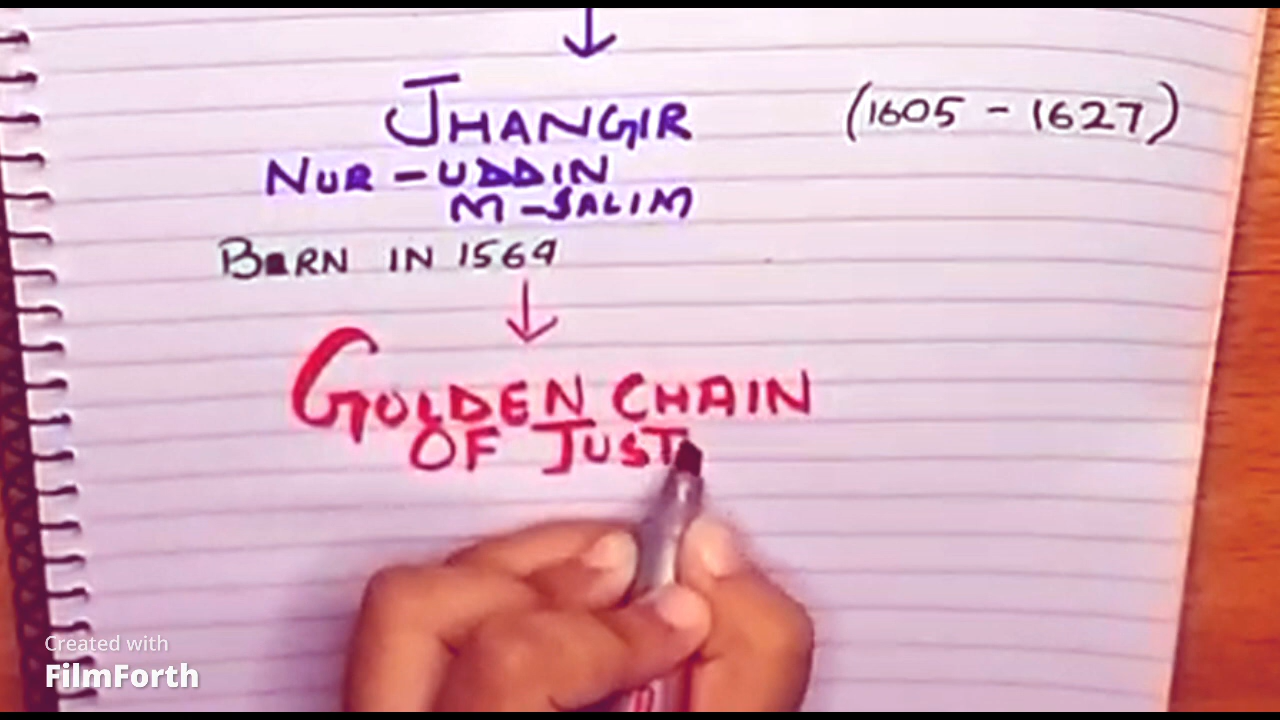 JHANGIR (1605 - 1627)
NUR - UDDIN
M - SALIM
BORN IN 1569
GOLDEN CHAIN
OF JUST
Created with
FilmForth